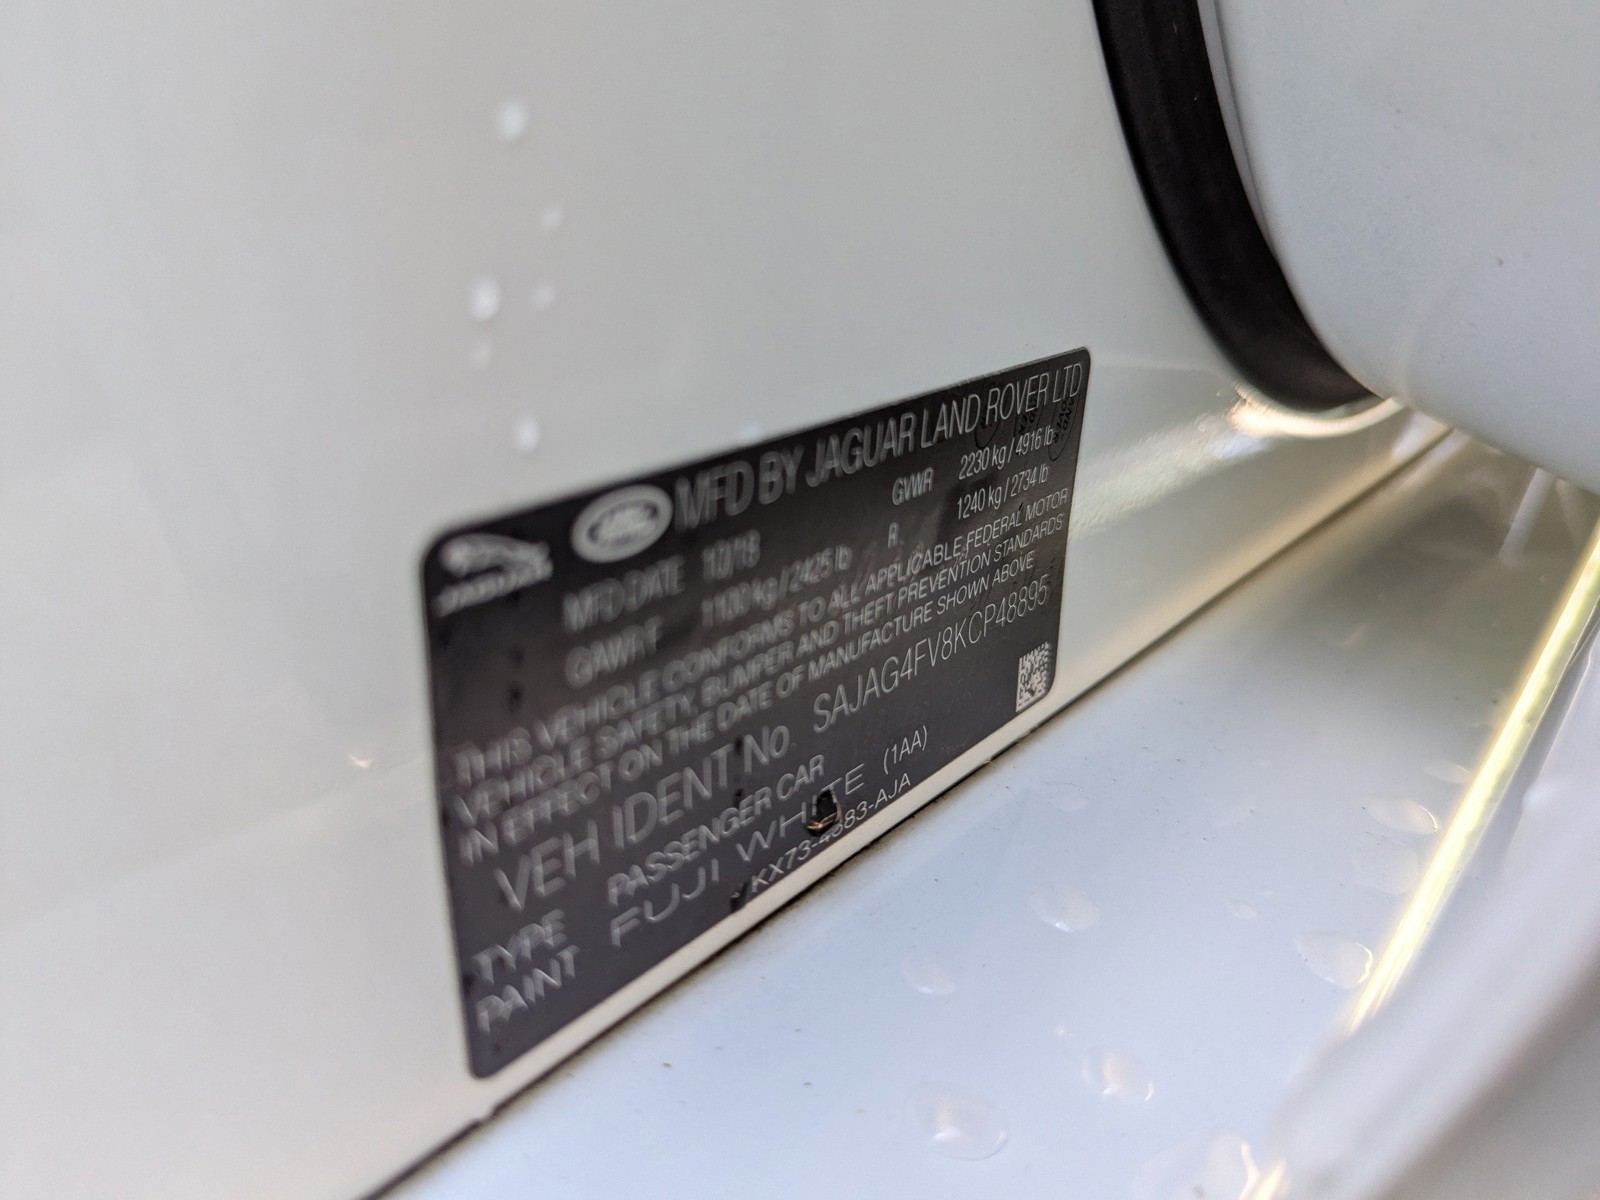 JAGUAR
MFD BY JAGUAR LAND ROVER LTD
MFD DATE 10/18 GVWR 2230 kg / 4916 lb
GAWR F 1100 kg / 2425 lb R 1240 kg / 2734 lb
THIS VEHICLE CONFORMS TO ALL APPLICABLE FEDERAL MOTOR
VEHICLE SAFETY, BUMPER AND THEFT PREVENTION STANDARDS
IN EFFECT ON THE DATE OF MANUFACTURE SHOWN ABOVE
VEH IDENT No SAJAG4FV8KCP48895
TYPE PASSENGER CAR
PAINT FUJI WHITE (1AA)
KX73-4383-AJA